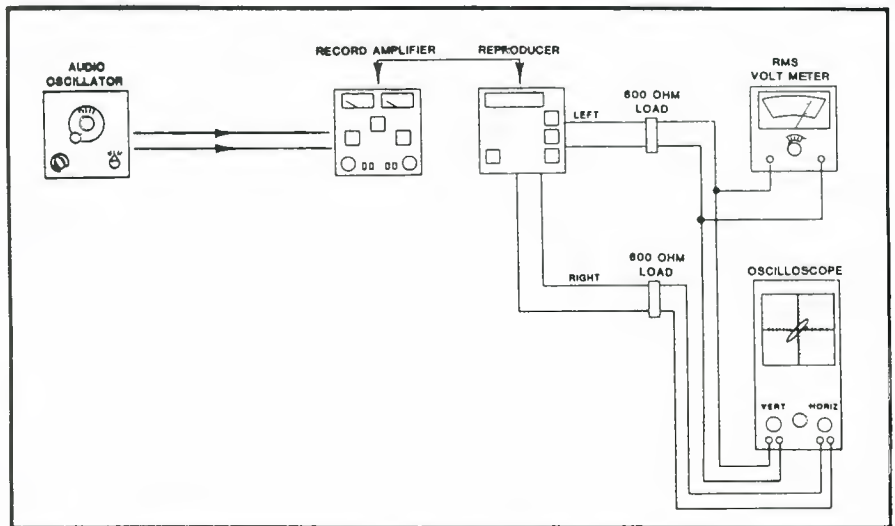 AUDIO
OSCILLATOR
RECORD AMPLIFIER
REPRODUCER
LEFT
600 OHM
LOAD
RMS
VOLT METER
RIGHT
600 OHM
LOAD
OSCILLOSCOPE
VERT
HORIZ